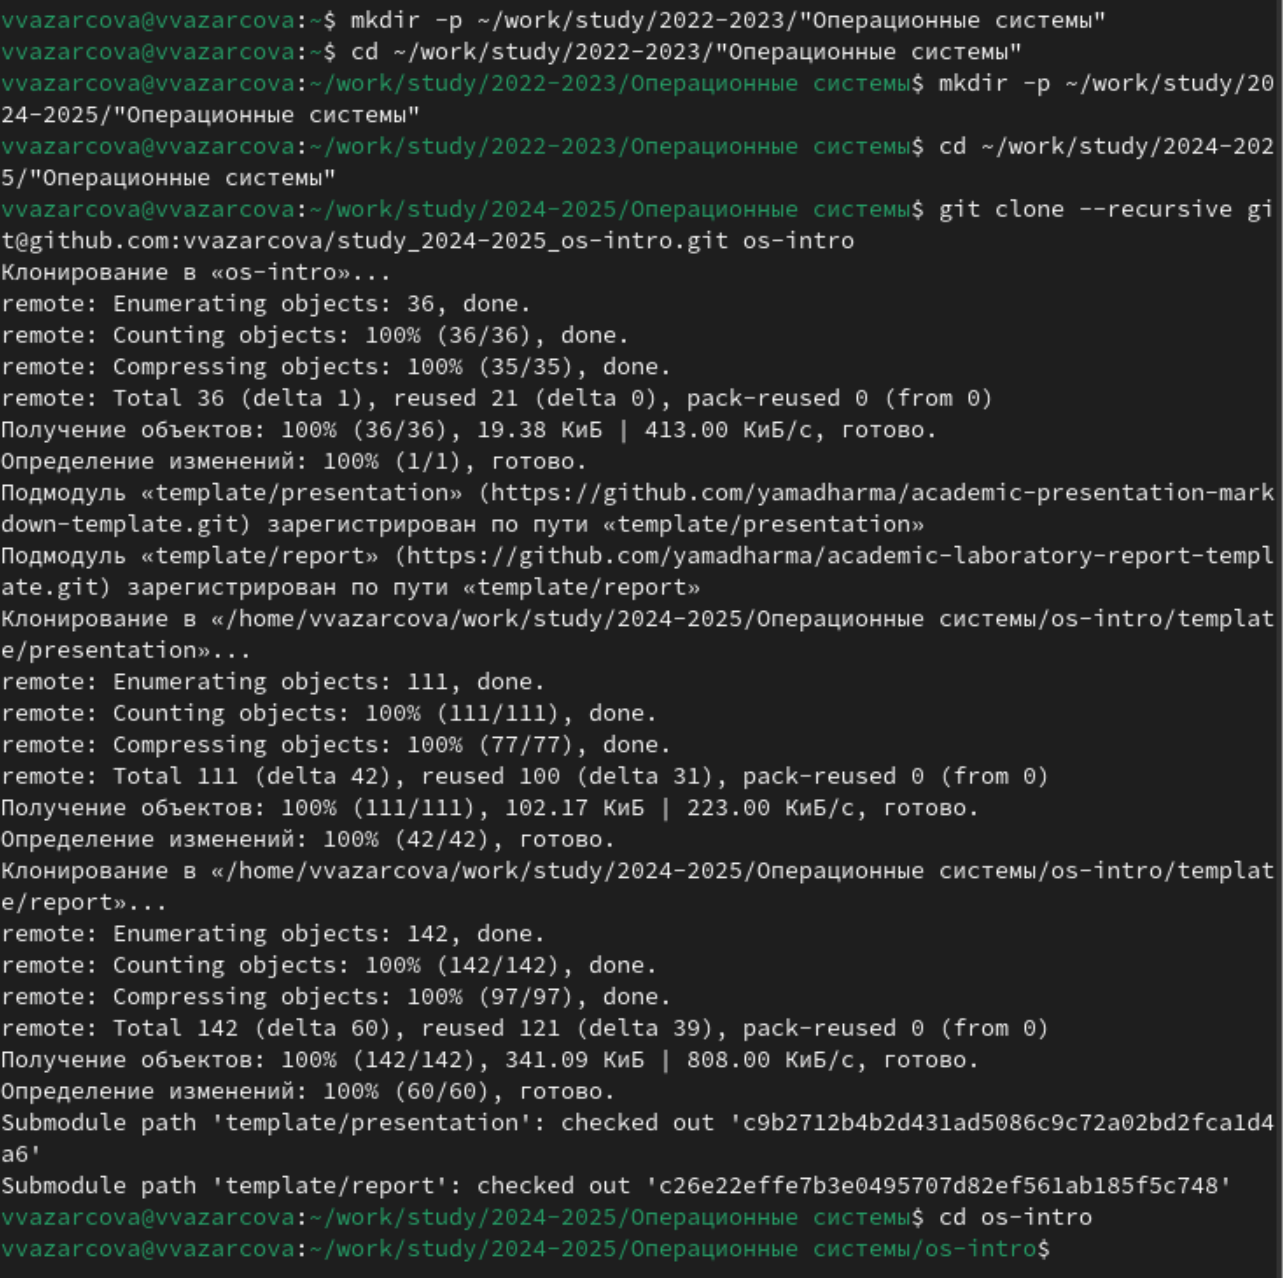 vvazarcova@vvazarcova:~$ mkdir -p ~/work/study/2022-2023/"Операционные системы"
vvazarcova@vvazarcova:~$ cd ~/work/study/2022-2023/"Операционные системы"
vvazarcova@vvazarcova:~/work/study/2022-2023/Операционные системы$ mkdir -p ~/work/study/20
24-2025/"Операционные системы"
vvazarcova@vvazarcova:~/work/study/2022-2023/Операционные системы$ cd ~/work/study/2024-202
5/"Операционные системы"
vvazarcova@vvazarcova:~/work/study/2024-2025/Операционные системы$ git clone --recursive gi
t@github.com:vvazarcova/study_2024-2025_os-intro.git os-intro
Клонирование в «os-intro»...
remote: Enumerating objects: 36, done.
remote: Counting objects: 100% (36/36), done.
remote: Compressing objects: 100% (35/35), done.
remote: Total 36 (delta 1), reused 21 (delta 0), pack-reused 0 (from 0)
Получение объектов: 100% (36/36), 19.38 КиБ | 413.00 КиБ/с, готово.
Определение изменений: 100% (1/1), готово.
Подмодуль «template/presentation» (https://github.com/yamadharma/academic-presentation-mark
down-template.git) зарегистрирован по пути «template/presentation»
Подмодуль «template/report» (https://github.com/yamadharma/academic-laboratory-report-templ
ate.git) зарегистрирован по пути «template/report»
Клонирование в «/home/vvazarcova/work/study/2024-2025/Операционные системы/os-intro/templat
e/presentation»...
remote: Enumerating objects: 111, done.
remote: Counting objects: 100% (111/111), done.
remote: Compressing objects: 100% (77/77), done.
remote: Total 111 (delta 42), reused 100 (delta 31), pack-reused 0 (from 0)
Получение объектов: 100% (111/111), 102.17 КиБ | 223.00 КиБ/с, готово.
Определение изменений: 100% (42/42), готово.
Клонирование в «/home/vvazarcova/work/study/2024-2025/Операционные системы/os-intro/templat
e/report»...
remote: Enumerating objects: 142, done.
remote: Counting objects: 100% (142/142), done.
remote: Compressing objects: 100% (97/97), done.
remote: Total 142 (delta 60), reused 121 (delta 39), pack-reused 0 (from 0)
Получение объектов: 100% (142/142), 341.09 КиБ | 808.00 КиБ/с, готово.
Определение изменений: 100% (60/60), готово.
Submodule path 'template/presentation': checked out 'c9b2712b4b2d431ad5086c9c72a02bd2fca1d4
a6'
Submodule path 'template/report': checked out 'c26e22effe7b3e0495707d82ef561ab185f5c748'
vvazarcova@vvazarcova:~/work/study/2024-2025/Операционные системы$ cd os-intro
vvazarcova@vvazarcova:~/work/study/2024-2025/Операционные системы/os-intro$